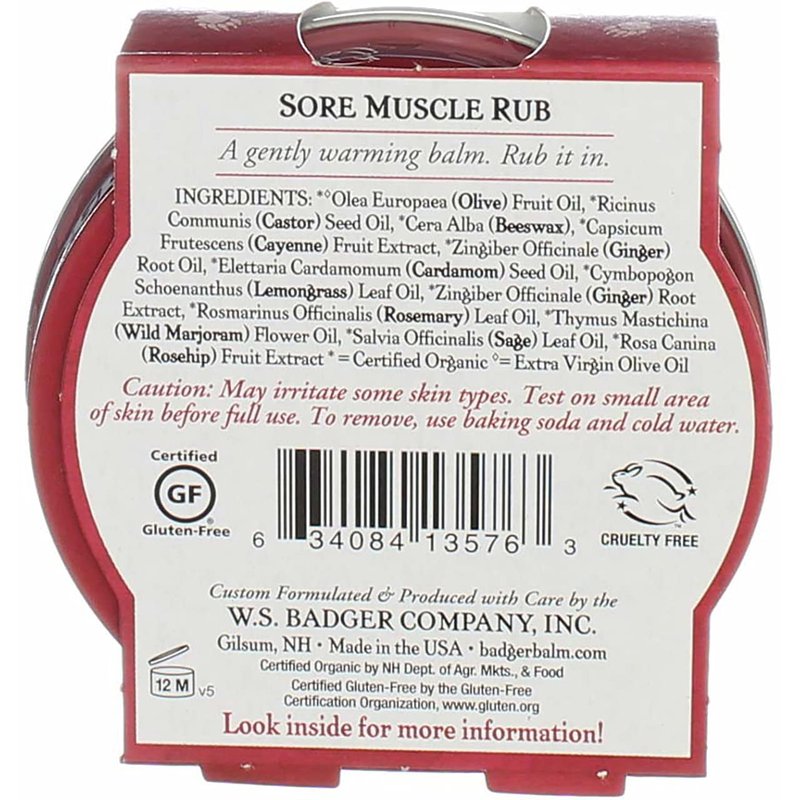 SORE MUSCLE RUB
A gently warming balm. Rub it in.
INGREDIENTS: *◊Olea Europaea (Olive) Fruit Oil, *Ricinus
Communis (Castor) Seed Oil, *Cera Alba (Beeswax), *Capsicum
Frutescens (Cayenne) Fruit Extract, *Zingiber Officinale (Ginger)
Root Oil, *Elettaria Cardamomum (Cardamom) Seed Oil, *Cymbopogon
Schoenanthus (Lemongrass) Leaf Oil, *Zingiber Officinale (Ginger) Root
Extract, *Rosmarinus Officinalis (Rosemary) Leaf Oil, *Thymus Mastichina
(Wild Marjoram) Flower Oil, *Salvia Officinalis (Sage) Leaf Oil, *Rosa Canina
(Rosehip) Fruit Extract * = Certified Organic ◊= Extra Virgin Olive Oil
Caution: May irritate some skin types. Test on small area
of skin before full use. To remove, use baking soda and cold water.
Certified
GF®
Gluten-Free
6 34084 13576 3
CRUELTY FREE
Custom Formulated & Produced with Care by the
W.S. BADGER COMPANY, INC.
Gilsum, NH • Made in the USA • badgerbalm.com
Certified Organic by NH Dept. of Agr. Mkts., & Food
Certified Gluten-Free by the Gluten-Free
Certification Organization, www.gluten.org
12 M v5
Look inside for more information!